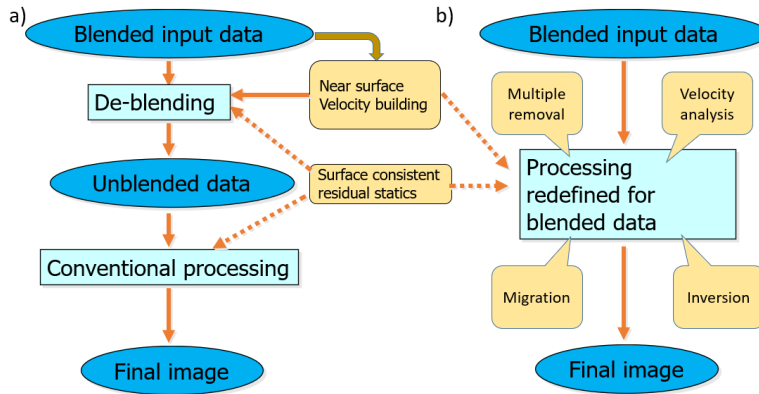 a)
Blended input data
De-blending
Near surface
Velocity building
Unblended data
Surface consistent
residual statics
Conventional processing
Final image
b)
Blended input data
Multiple
removal
Velocity
analysis
Processing
redefined for
blended data
Migration
Inversion
Final image